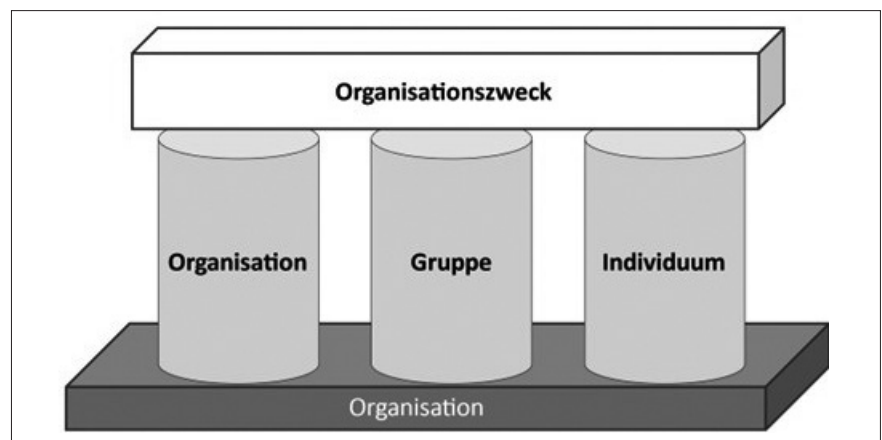 Organisationszweck
Organisation
Gruppe
Individuum
Organisation